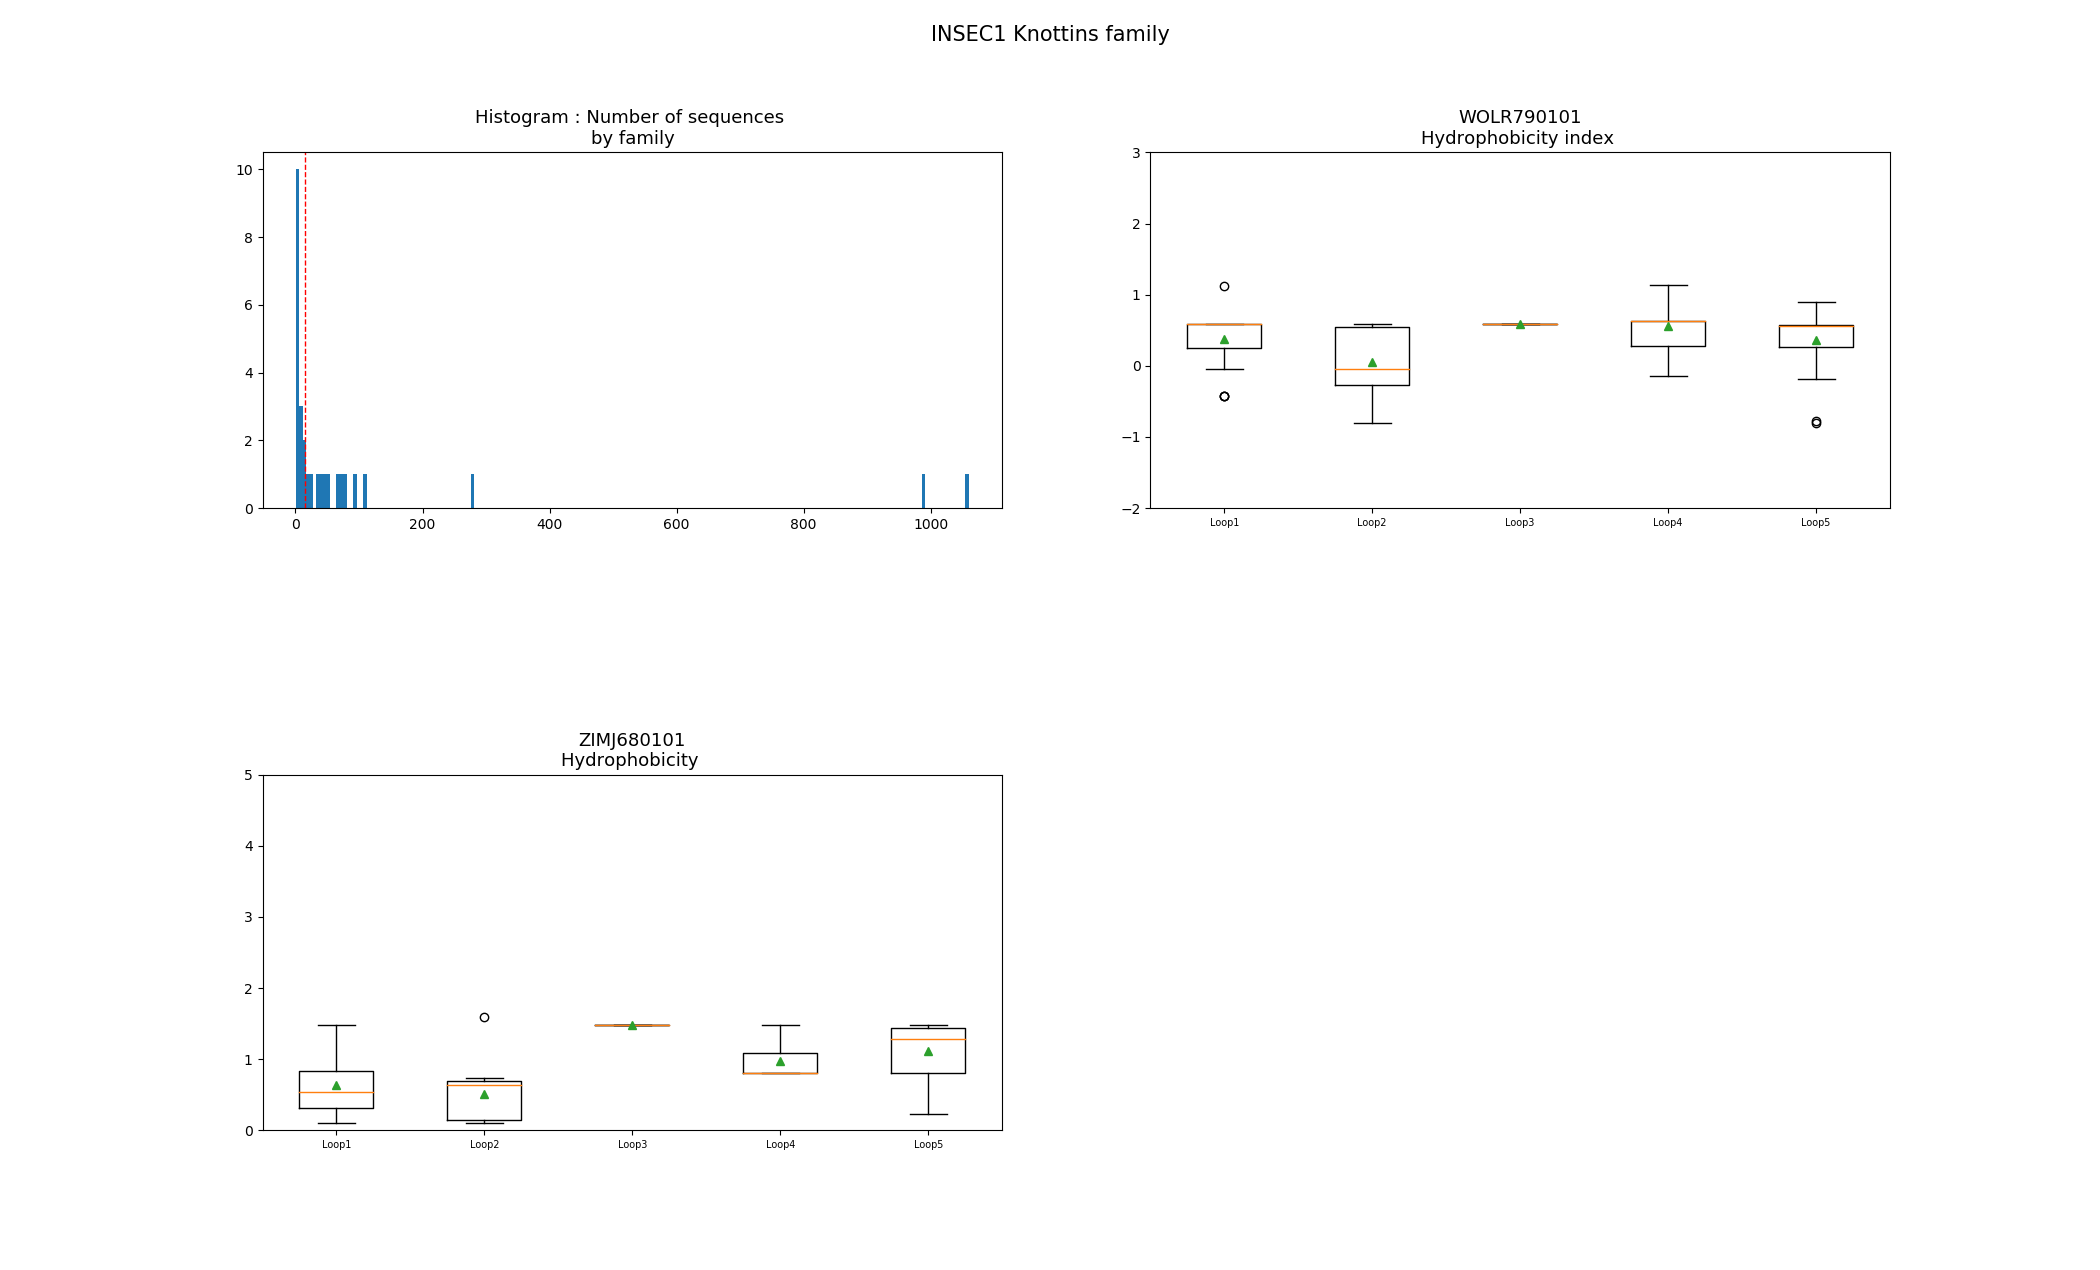 INSEC1 Knottins family
Histogram : Number of sequences
by family
10
8
6
4
2
0
0 200 400 600 800 1000
WOLR790101
Hydrophobicity index
3
2
1
0
−1
−2
Loop1 Loop2 Loop3 Loop4 Loop5
ZIMJ680101
Hydrophobicity
5
4
3
2
1
0
Loop1 Loop2 Loop3 Loop4 Loop5